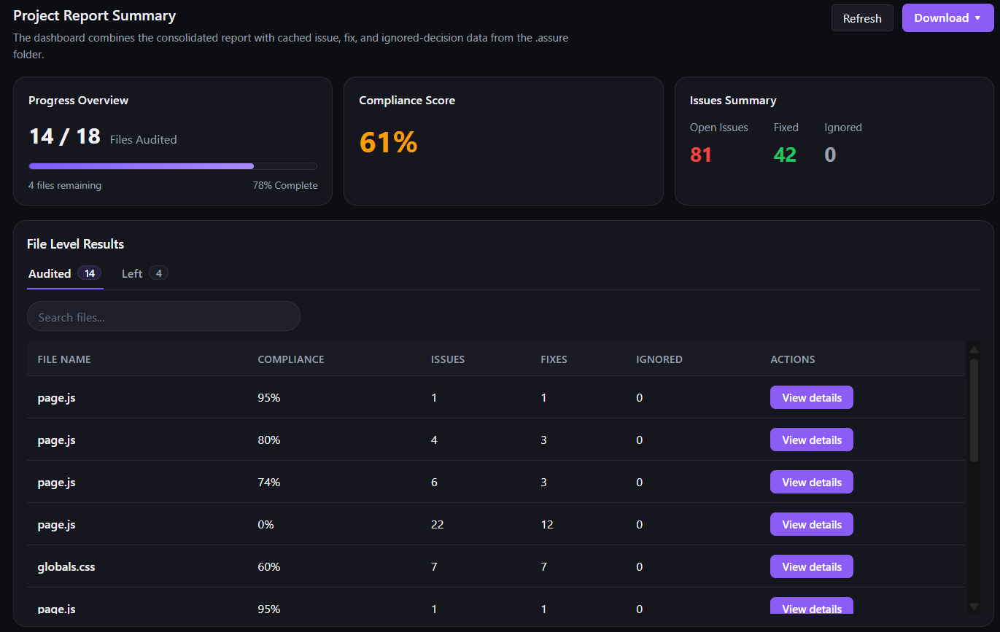 Project Report Summary
Refresh
Download ▼
The dashboard combines the consolidated report with cached issue, fix, and ignored-decision data from the .assure
folder.
Progress Overview
14 / 18 Files Audited
4 files remaining 78% Complete
Compliance Score
61%
Issues Summary
Open Issues Fixed Ignored
81 42 0
File Level Results
Audited 14 Left 4
Search files...
FILE NAME COMPLIANCE ISSUES FIXES IGNORED ACTIONS
page.js 95% 1 1 0 View details
page.js 80% 4 3 0 View details
page.js 74% 6 3 0 View details
page.js 0% 22 12 0 View details
globals.css 60% 7 7 0 View details
page.js 95% 1 1 0 View details